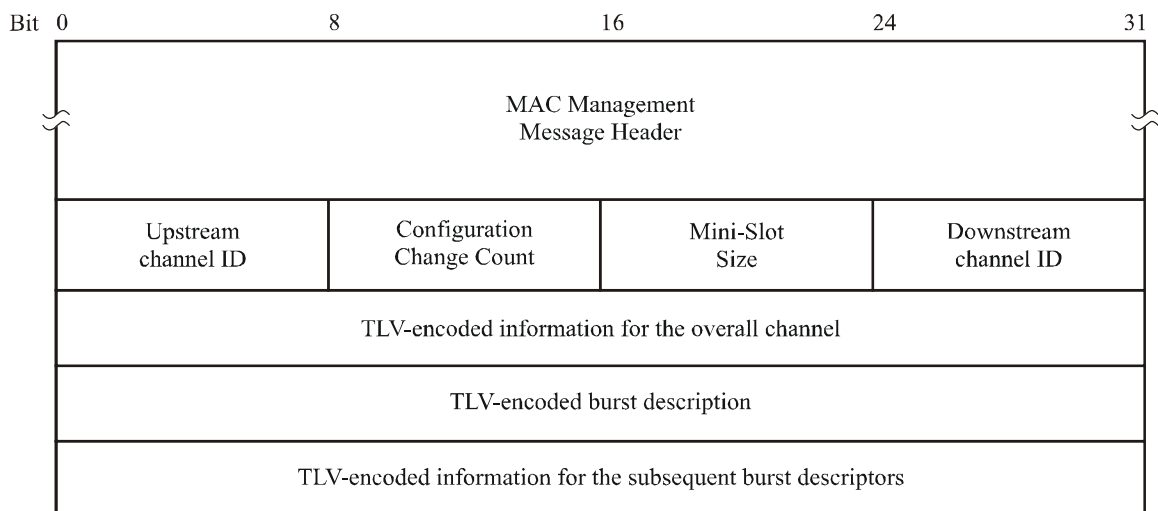 Bit 0 8 16 24 31
MAC Management
Message Header
Upstream
channel ID
Configuration
Change Count
Mini-Slot
Size
Downstream
channel ID
TLV-encoded information for the overall channel
TLV-encoded burst description
TLV-encoded information for the subsequent burst descriptors